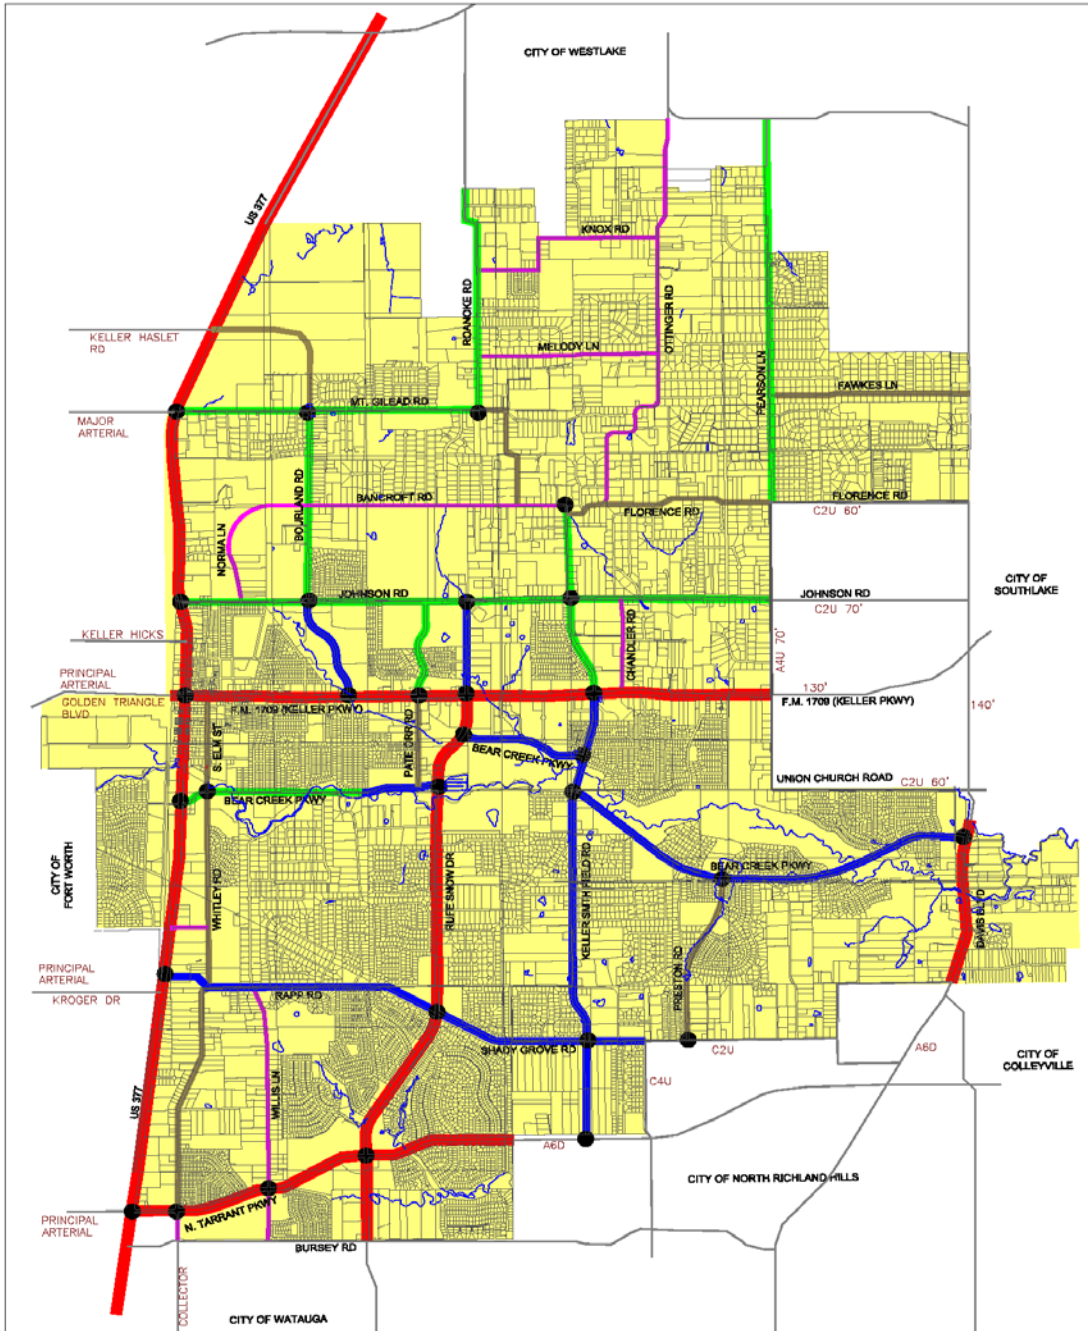 CITY OF WESTLAKE
US 377
KNOX RD
ROANOKE RD
OTTINGER RD
KELLER HASLET
RD
MELODY LN
PEARSON LN
FAWKES LN
MT. GILEAD RD
MAJOR
ARTERIAL
BOURLAND RD
BANCROFT RD
FLORENCE RD
FLORENCE RD
C2U 60'
NORMA LN
CITY OF
SOUTHLAKE
JOHNSON RD
JOHNSON RD
C2U 70'
KELLER HICKS
CHANDLER RD
A4U 70'
PRINCIPAL
ARTERIAL
GOLDEN TRIANGLE
BLVD
130'
F.M. 1709 (KELLER PKWY)
F.M. 1709 (KELLER PKWY)
140'
S. ELM ST
PATE ORR RD
BEAR CREEK PKWY
UNION CHURCH ROAD
C2U 60'
BEAR CREEK PKWY
CITY OF
FORT WORTH
WHITLEY RD
RUFE SNOW DR
KELLER SMITHFIELD RD
BEAR CREEK PKWY
DAVIS BLVD
PRINCIPAL
ARTERIAL
PRESTON RD
KROGER DR
RAPP RD
SHADY GROVE RD
C2U
A6D
CITY OF
COLLEYVILLE
US 377
WILLIS LN
C4U
A6D
CITY OF NORTH RICHLAND HILLS
PRINCIPAL
ARTERIAL
N. TARRANT PKWY
BURSEY RD
COLLECTOR
CITY OF WATAUGA